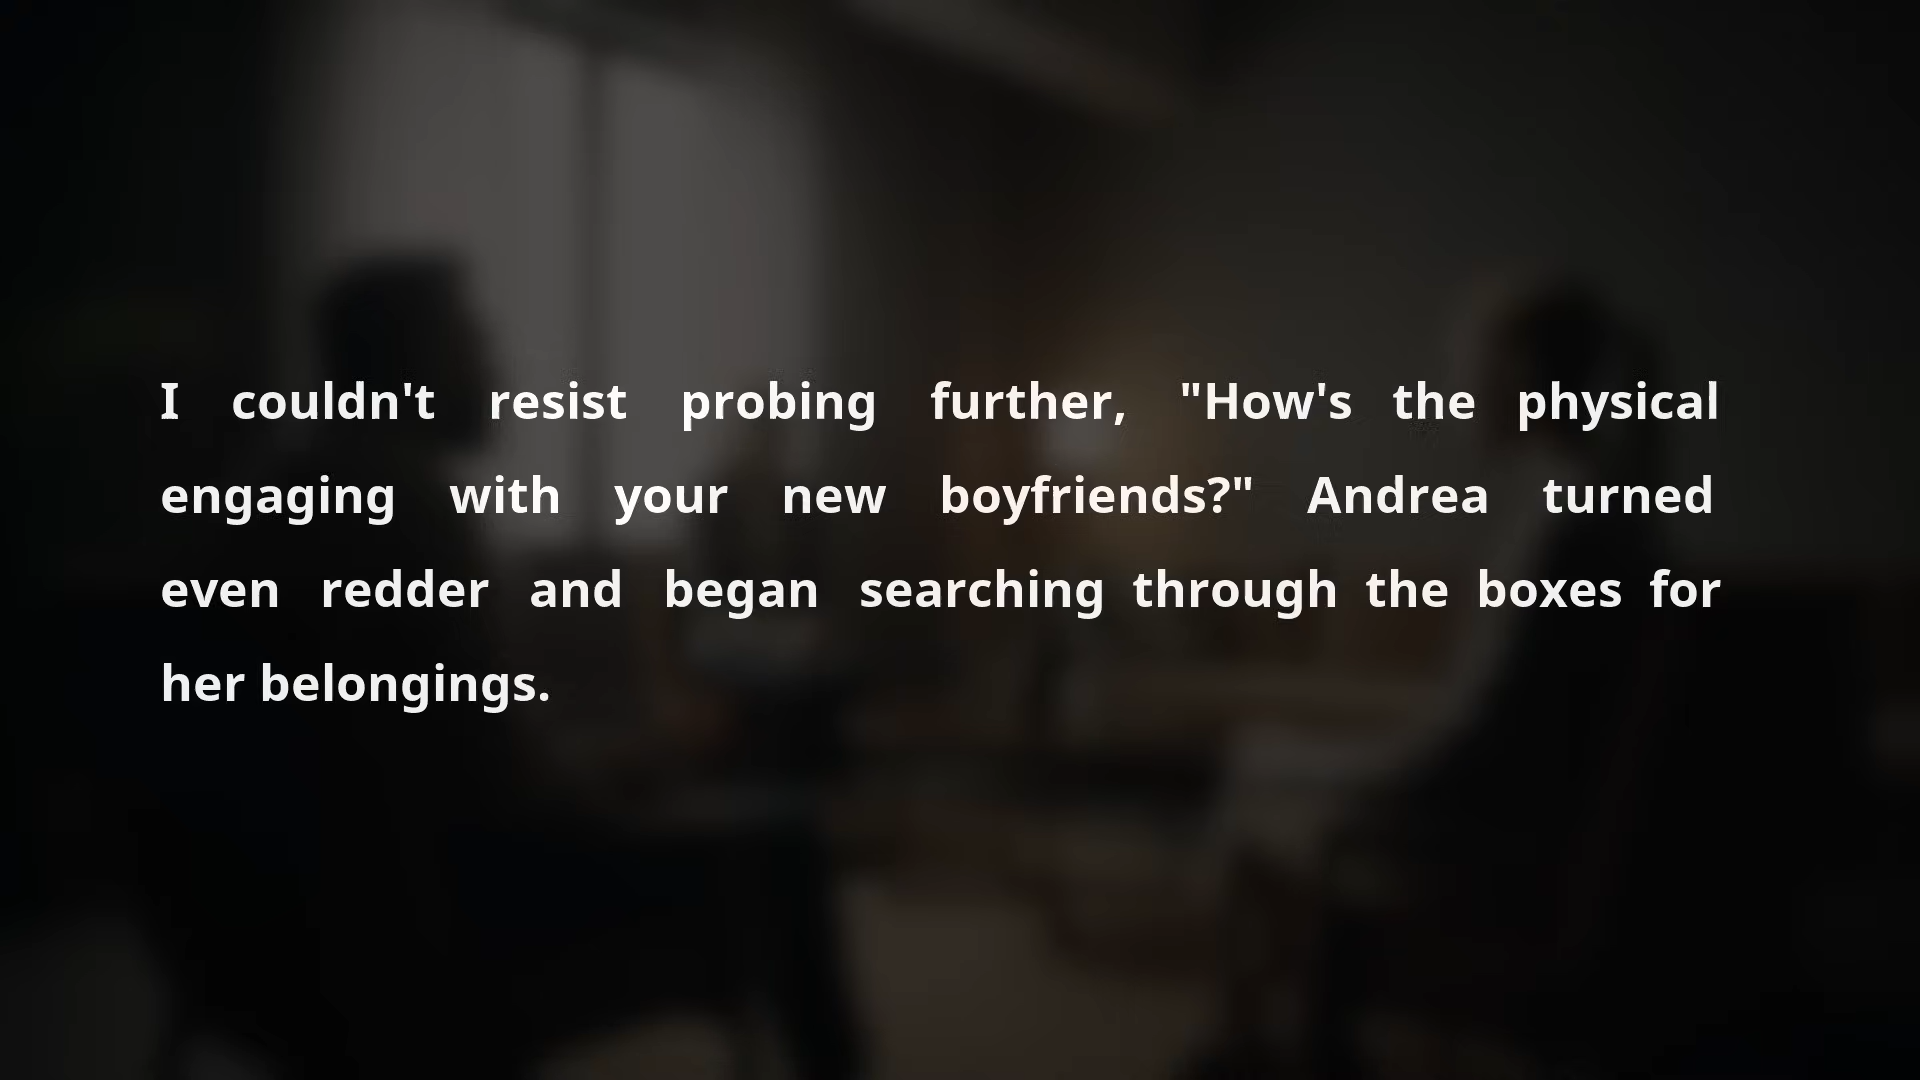 I couldn't resist probing further, "How's the physical
engaging with your new boyfriends?" Andrea turned
even redder and began searching through the boxes for
her belongings.